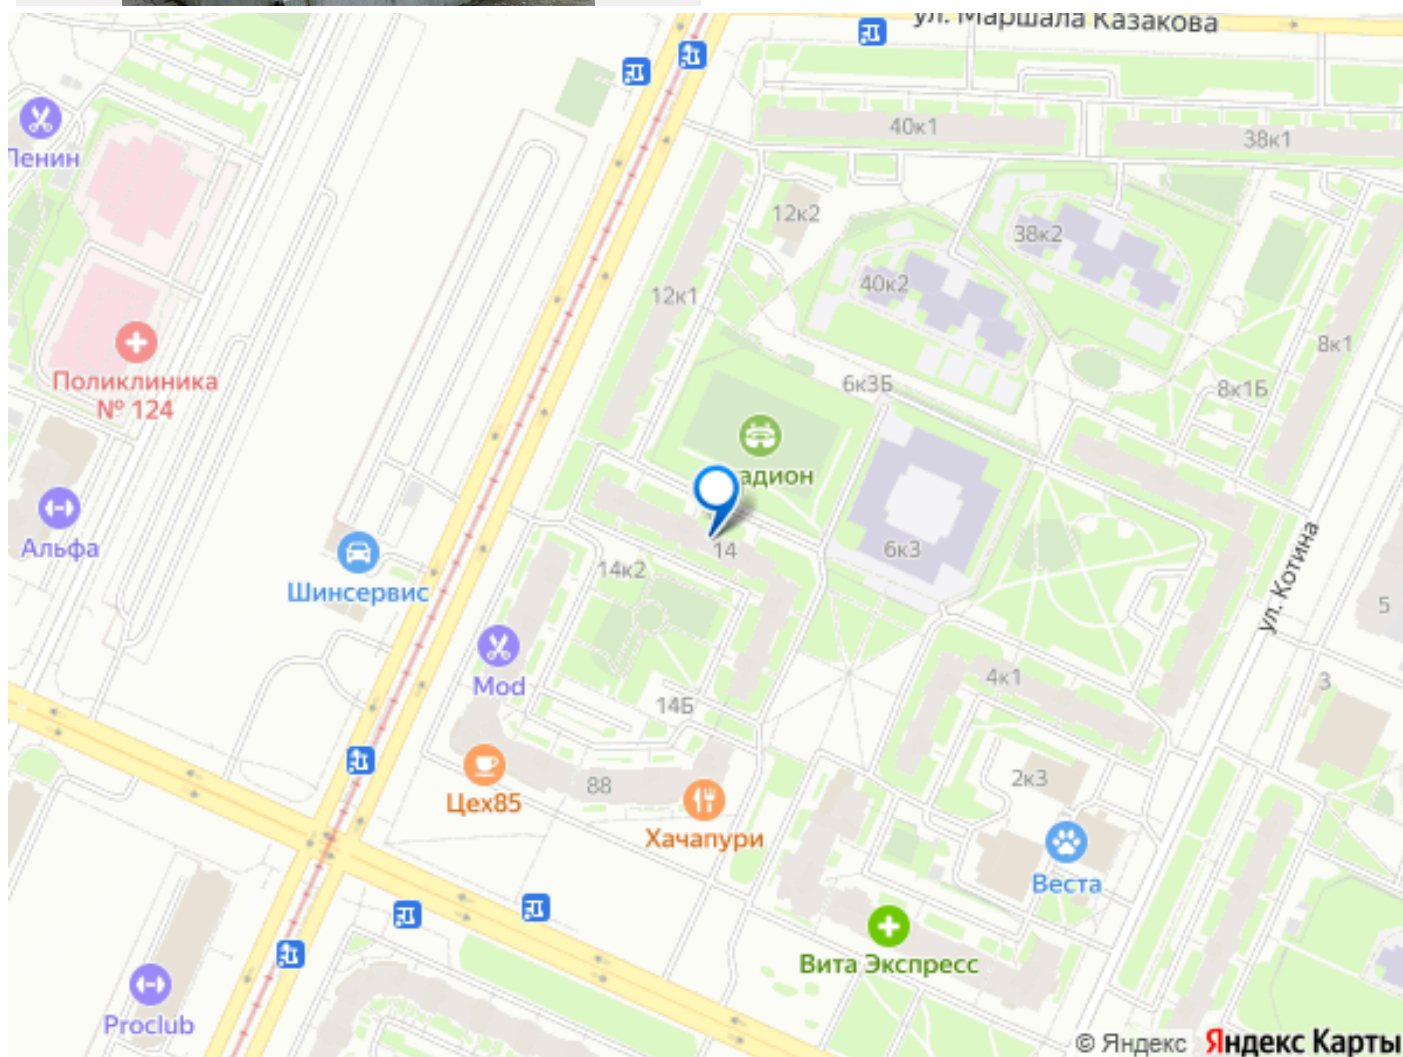 ул. Маршала Казакова
40к1
38к1
Ленин
12к2
38к2
40к2
12к1
8к1
Поликлиника
№ 124
6к3Б
8к1Б
адион
Альфа
14
6к3
ул. Котина
Шинсервис
14к2
5
Mod
4к1
3
14Б
2к3
88
Цех85
Хачапури
Веста
Вита Экспресс
Proclub
© Яндекс Яндекс Карты